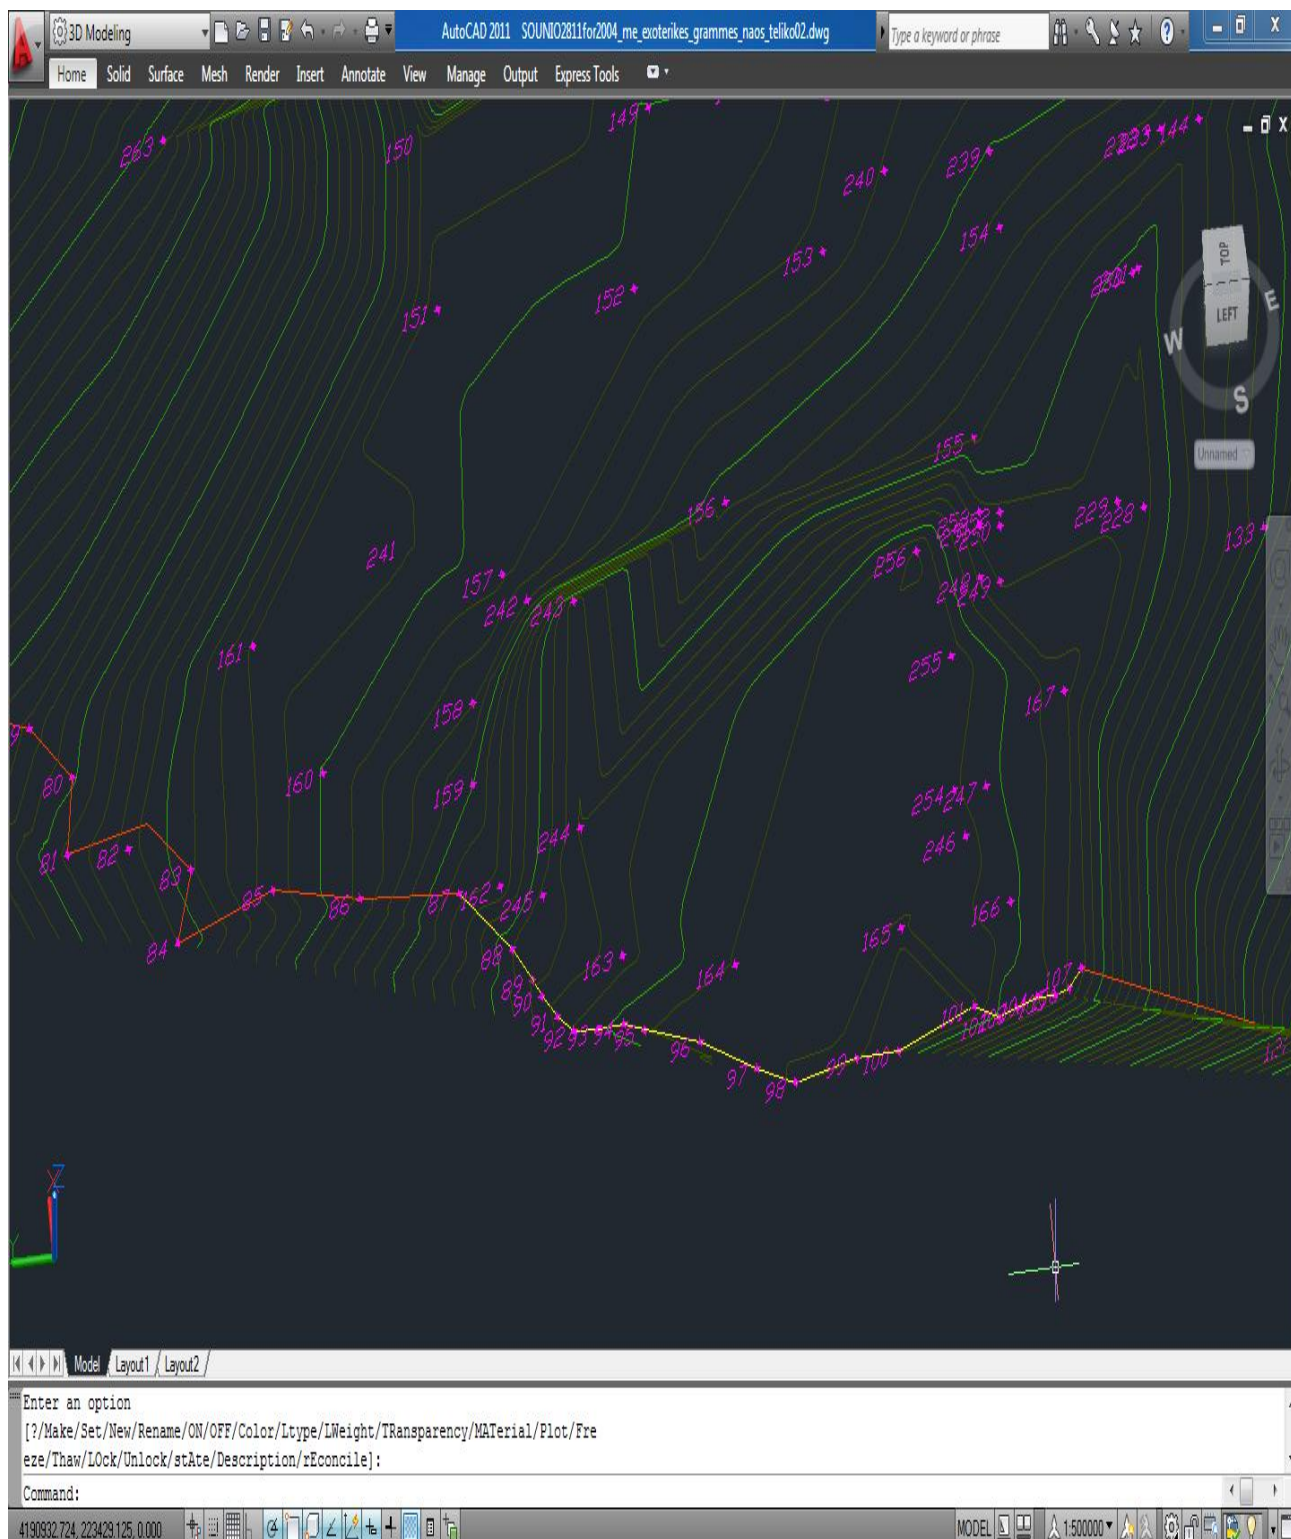 3D Modeling
AutoCAD 2011 SOUNIO2811for2004_me_exoterikes_grammes_naos_teliko02.dwg
Type a keyword or phrase
Home Solid Surface Mesh Render Insert Annotate View Manage Output Express Tools
149
263 150 239 144
240
154
153
TOP
151 152
LEFT
W E S
155
Unnamed
156
229 228
133
241 256
157
242 243
249
161 255
158 167
80 160 159
254 247
244 246
81 82
83
85 86 87 162 245 166
84 88 165
163 164
89 107
90
91 101
92 93 94 95
96 99 100
97
98
Z
X
Model Layout1 Layout2
Enter an option
[?/Make/Set/New/Rename/ON/OFF/Color/Ltype/LWeight/TRansparency/MATerial/Plot/Fre
eze/Thaw/LOck/Unlock/stAte/Description/rEconcile]:
Command:
4190932.724, 223429.125, 0.000 MODEL 1:500000